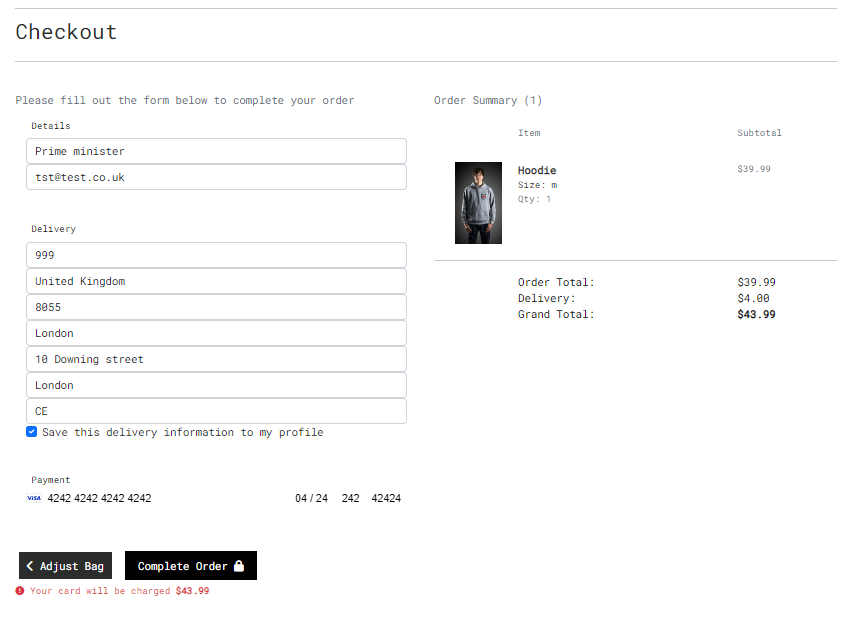 Checkout
Please fill out the form below to complete your order
Details
Prime minister
tst@test.co.uk
Delivery
999
United Kingdom
8055
London
10 Downing street
London
CE
Save this delivery information to my profile
Payment
VISA 4242 4242 4242 4242 04 / 24 242 42424
Adjust Bag Complete Order
Your card will be charged $43.99
Order Summary (1)
Item Subtotal
Hoodie $39.99
Size: m
Qty: 1
Order Total: $39.99
Delivery: $4.00
Grand Total: $43.99